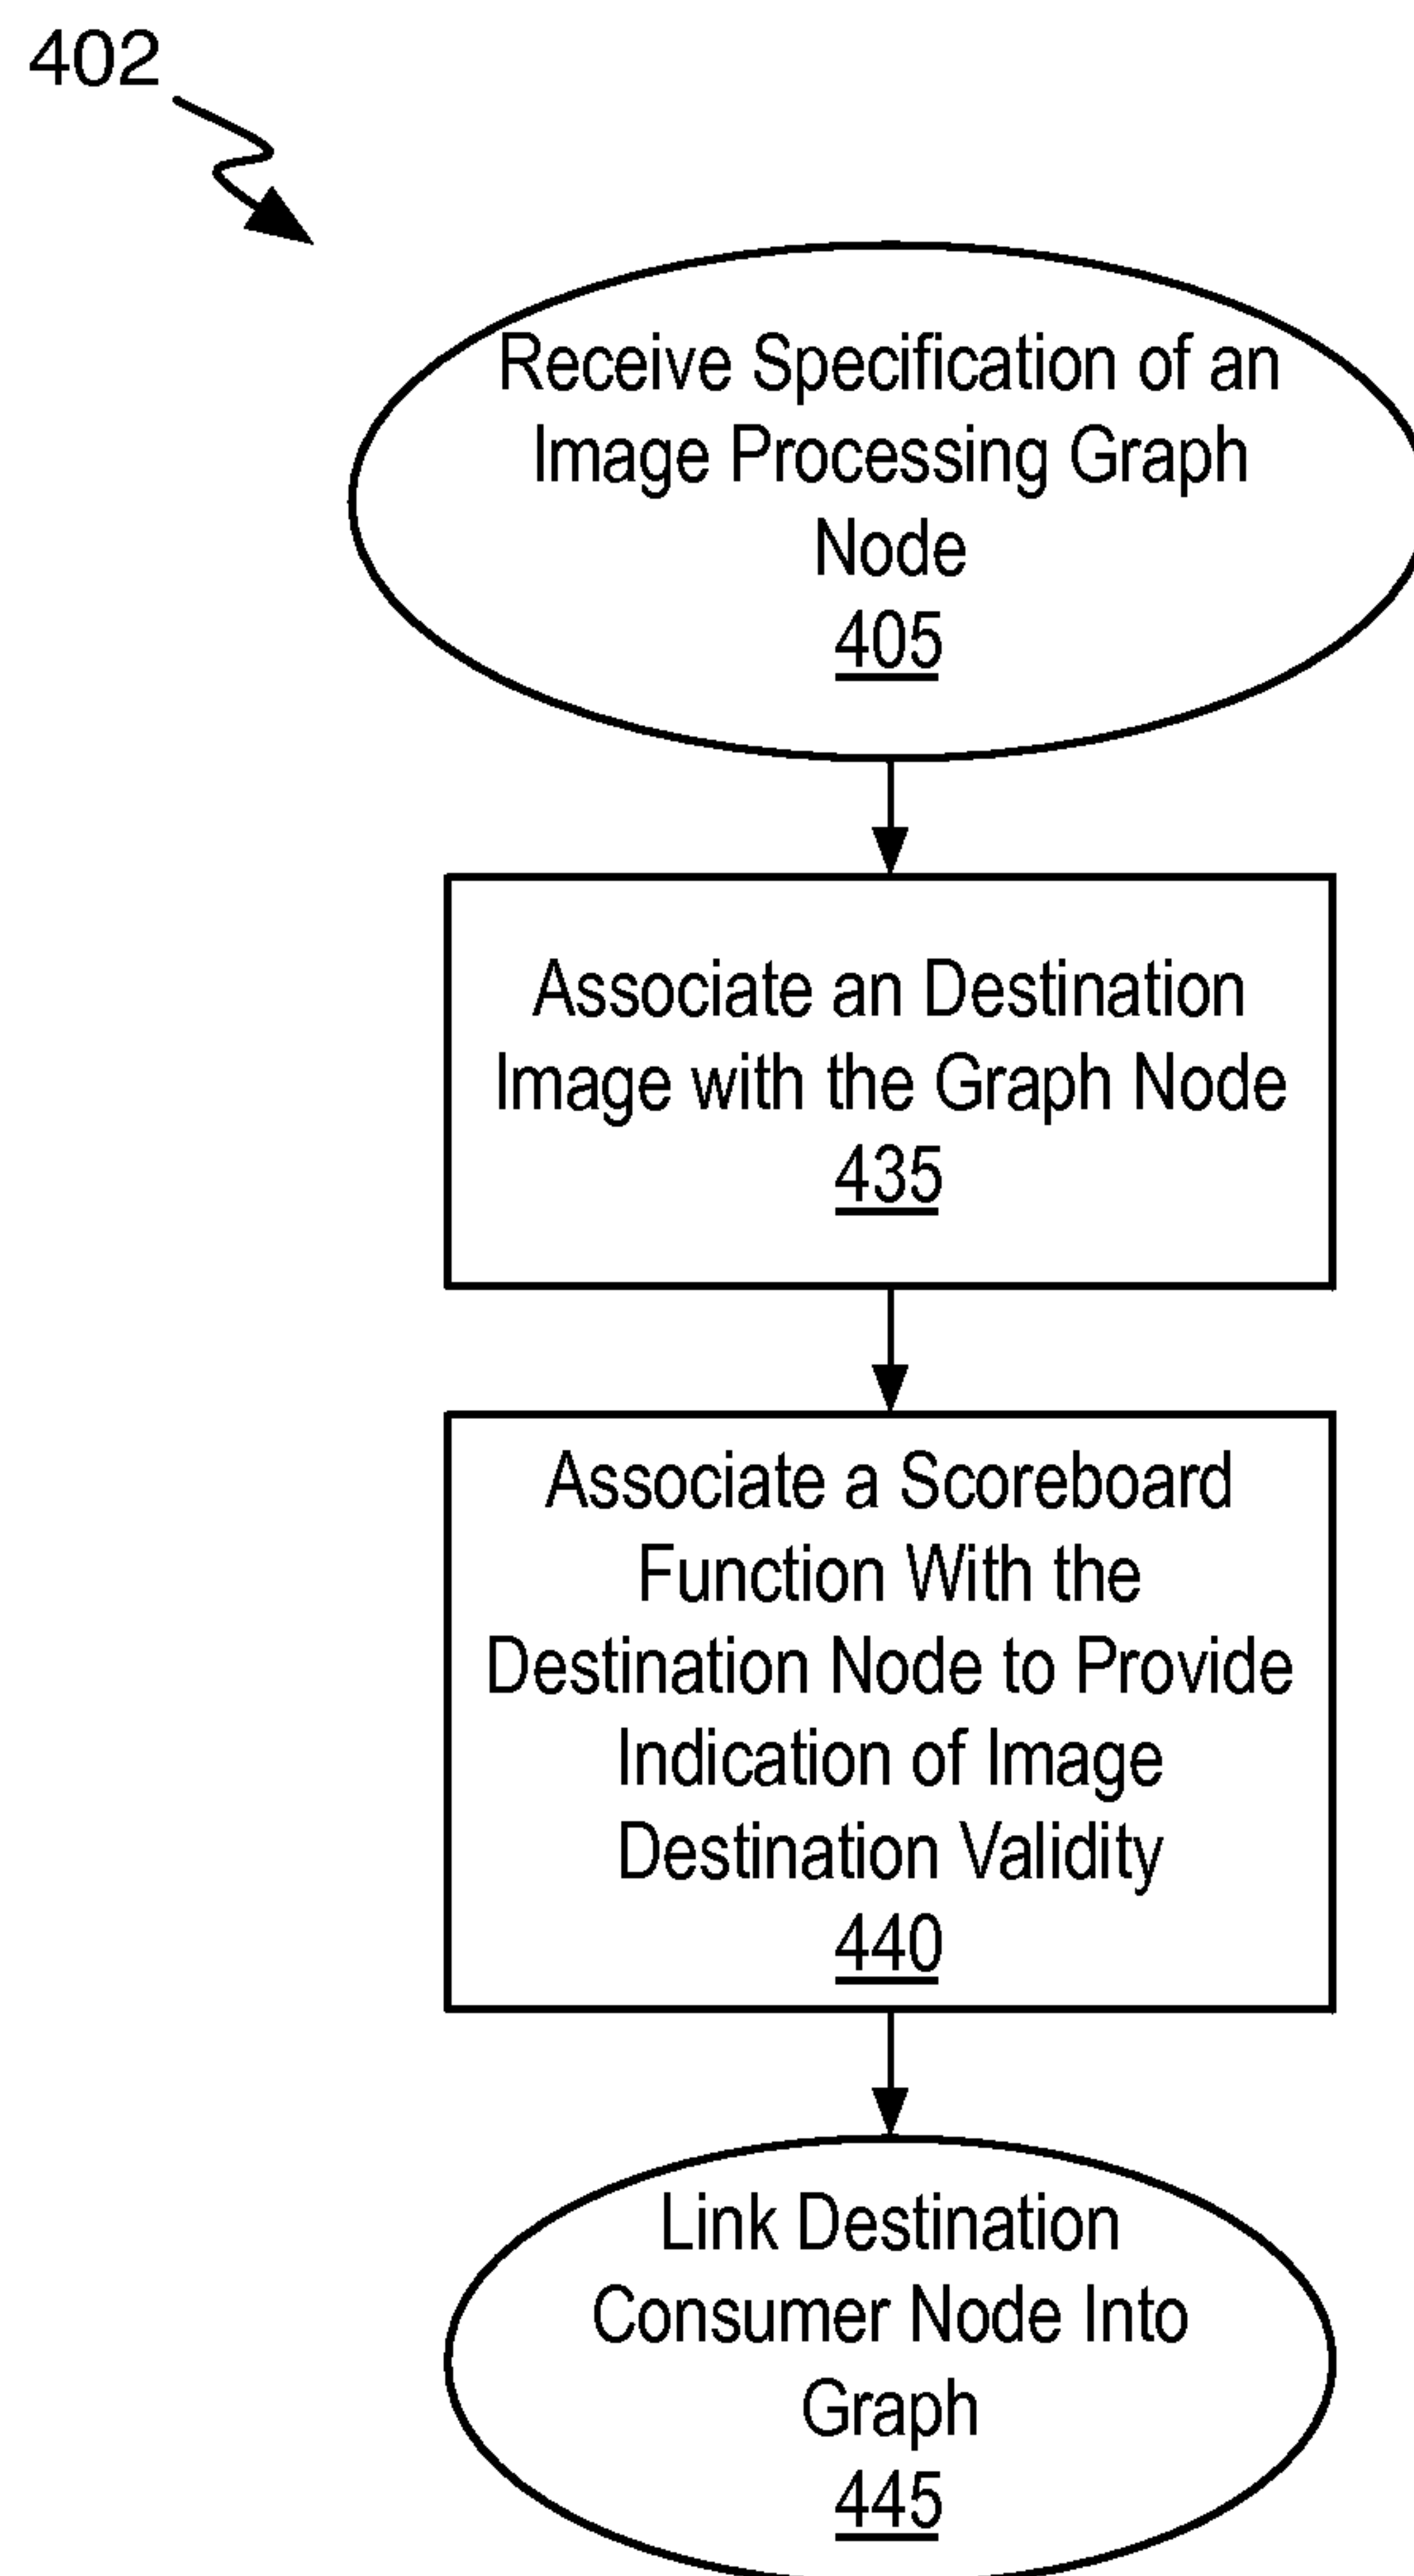 402
Receive Specification of an
Image Processing Graph
Node
405
Associate an Destination
Image with the Graph Node
435
Associate a Scoreboard
Function With the
Destination Node to Provide
Indication of Image
Destination Validity
440
Link Destination
Consumer Node Into
Graph
445